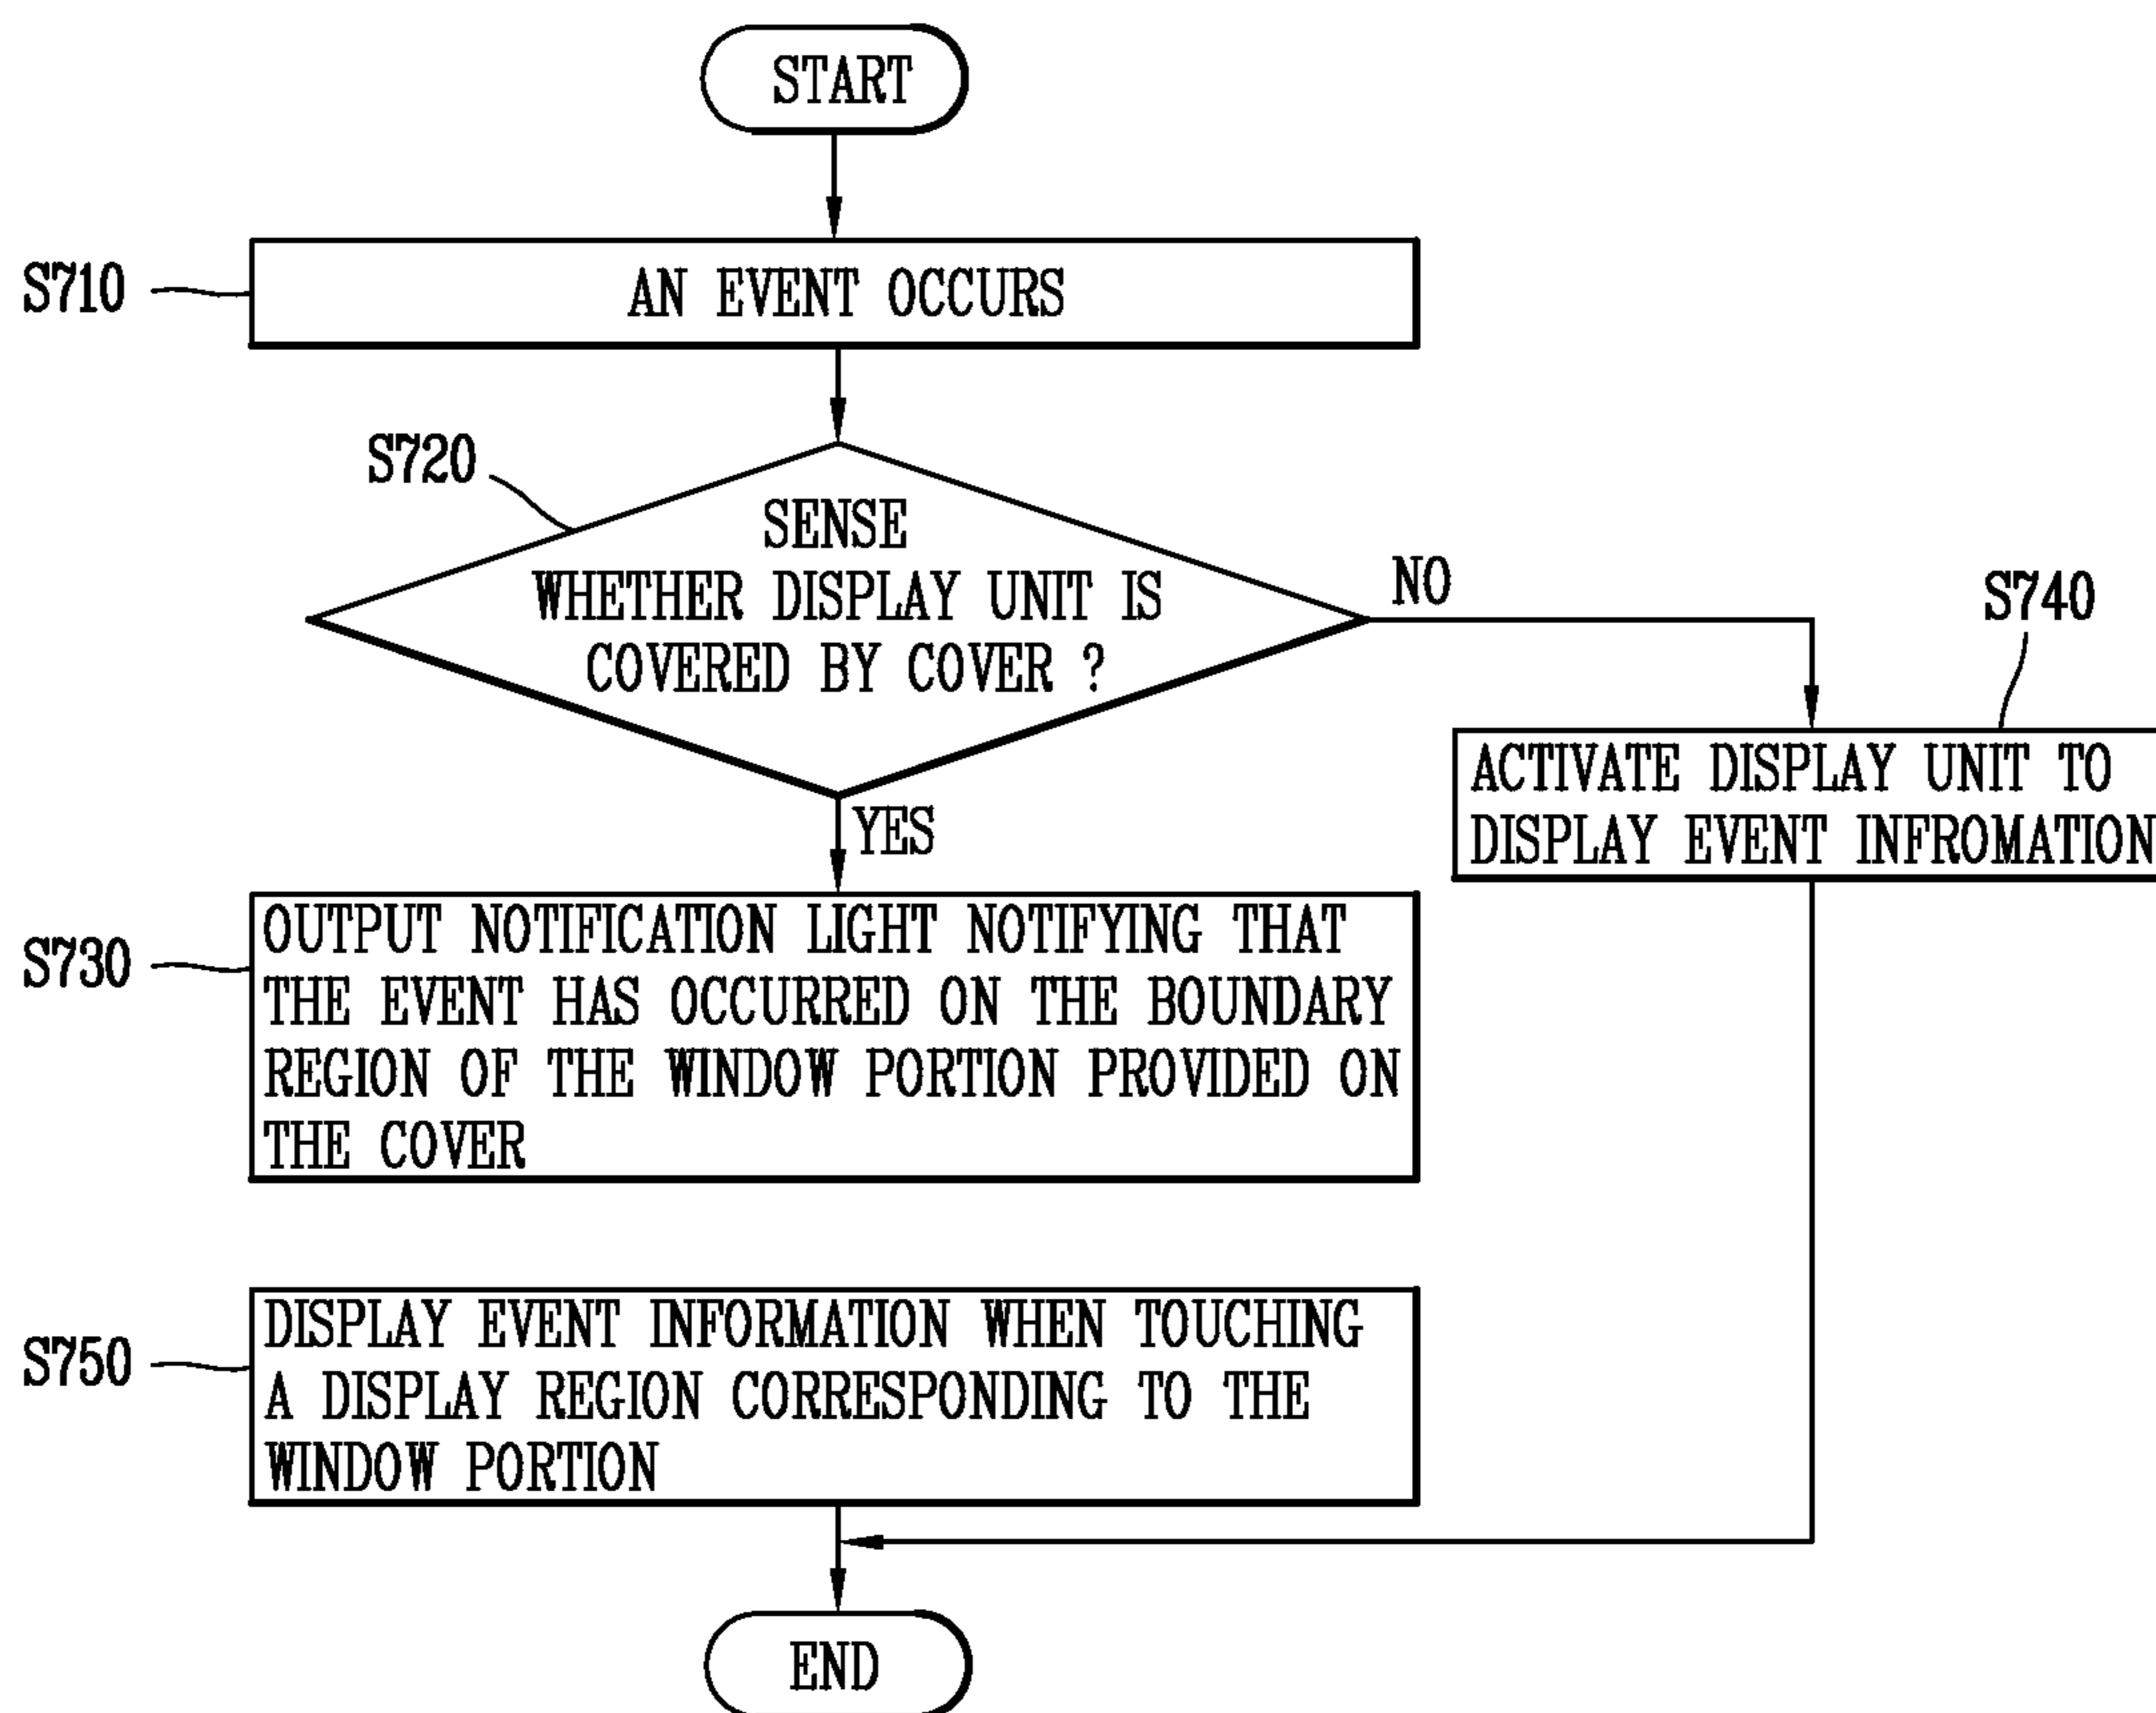 START
S710
AN EVENT OCCURS
S720
SENSE
WHETHER DISPLAY UNIT IS
COVERED BY COVER ?
NO
S740
ACTIVATE DISPLAY UNIT TO
DISPLAY EVENT INFROMATION
YES
S730
OUTPUT NOTIFICATION LIGHT NOTIFYING THAT
THE EVENT HAS OCCURRED ON THE BOUNDARY
REGION OF THE WINDOW PORTION PROVIDED ON
THE COVER
S750
DISPLAY EVENT INFORMATION WHEN TOUCHING
A DISPLAY REGION CORRESPONDING TO THE
WINDOW PORTION
END